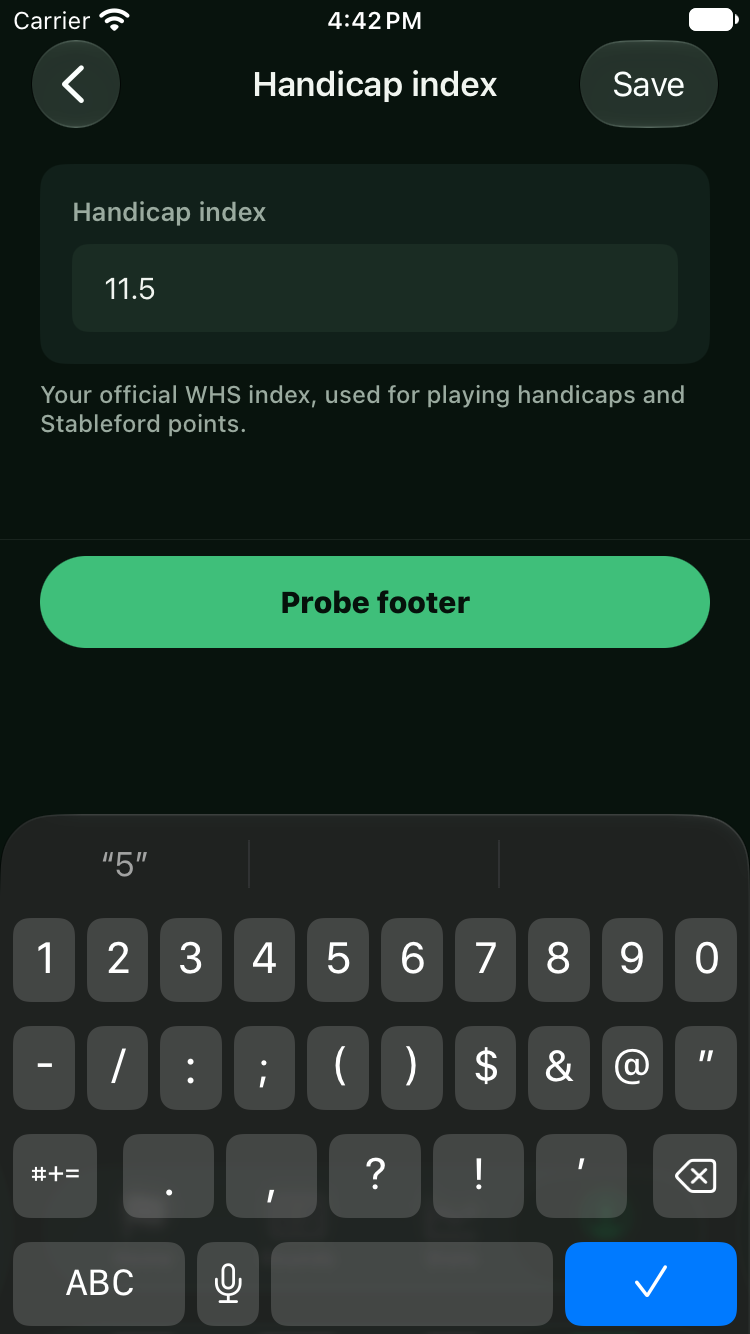 Carrier 4:42 PM
Handicap index Save
Handicap index
11.5
Your official WHS index, used for playing handicaps and
Stableford points.
Probe footer
“5”
1 2 3 4 5 6 7 8 9 0
- / : ; ( ) $ & @ "
#+= . , ? ! '
ABC